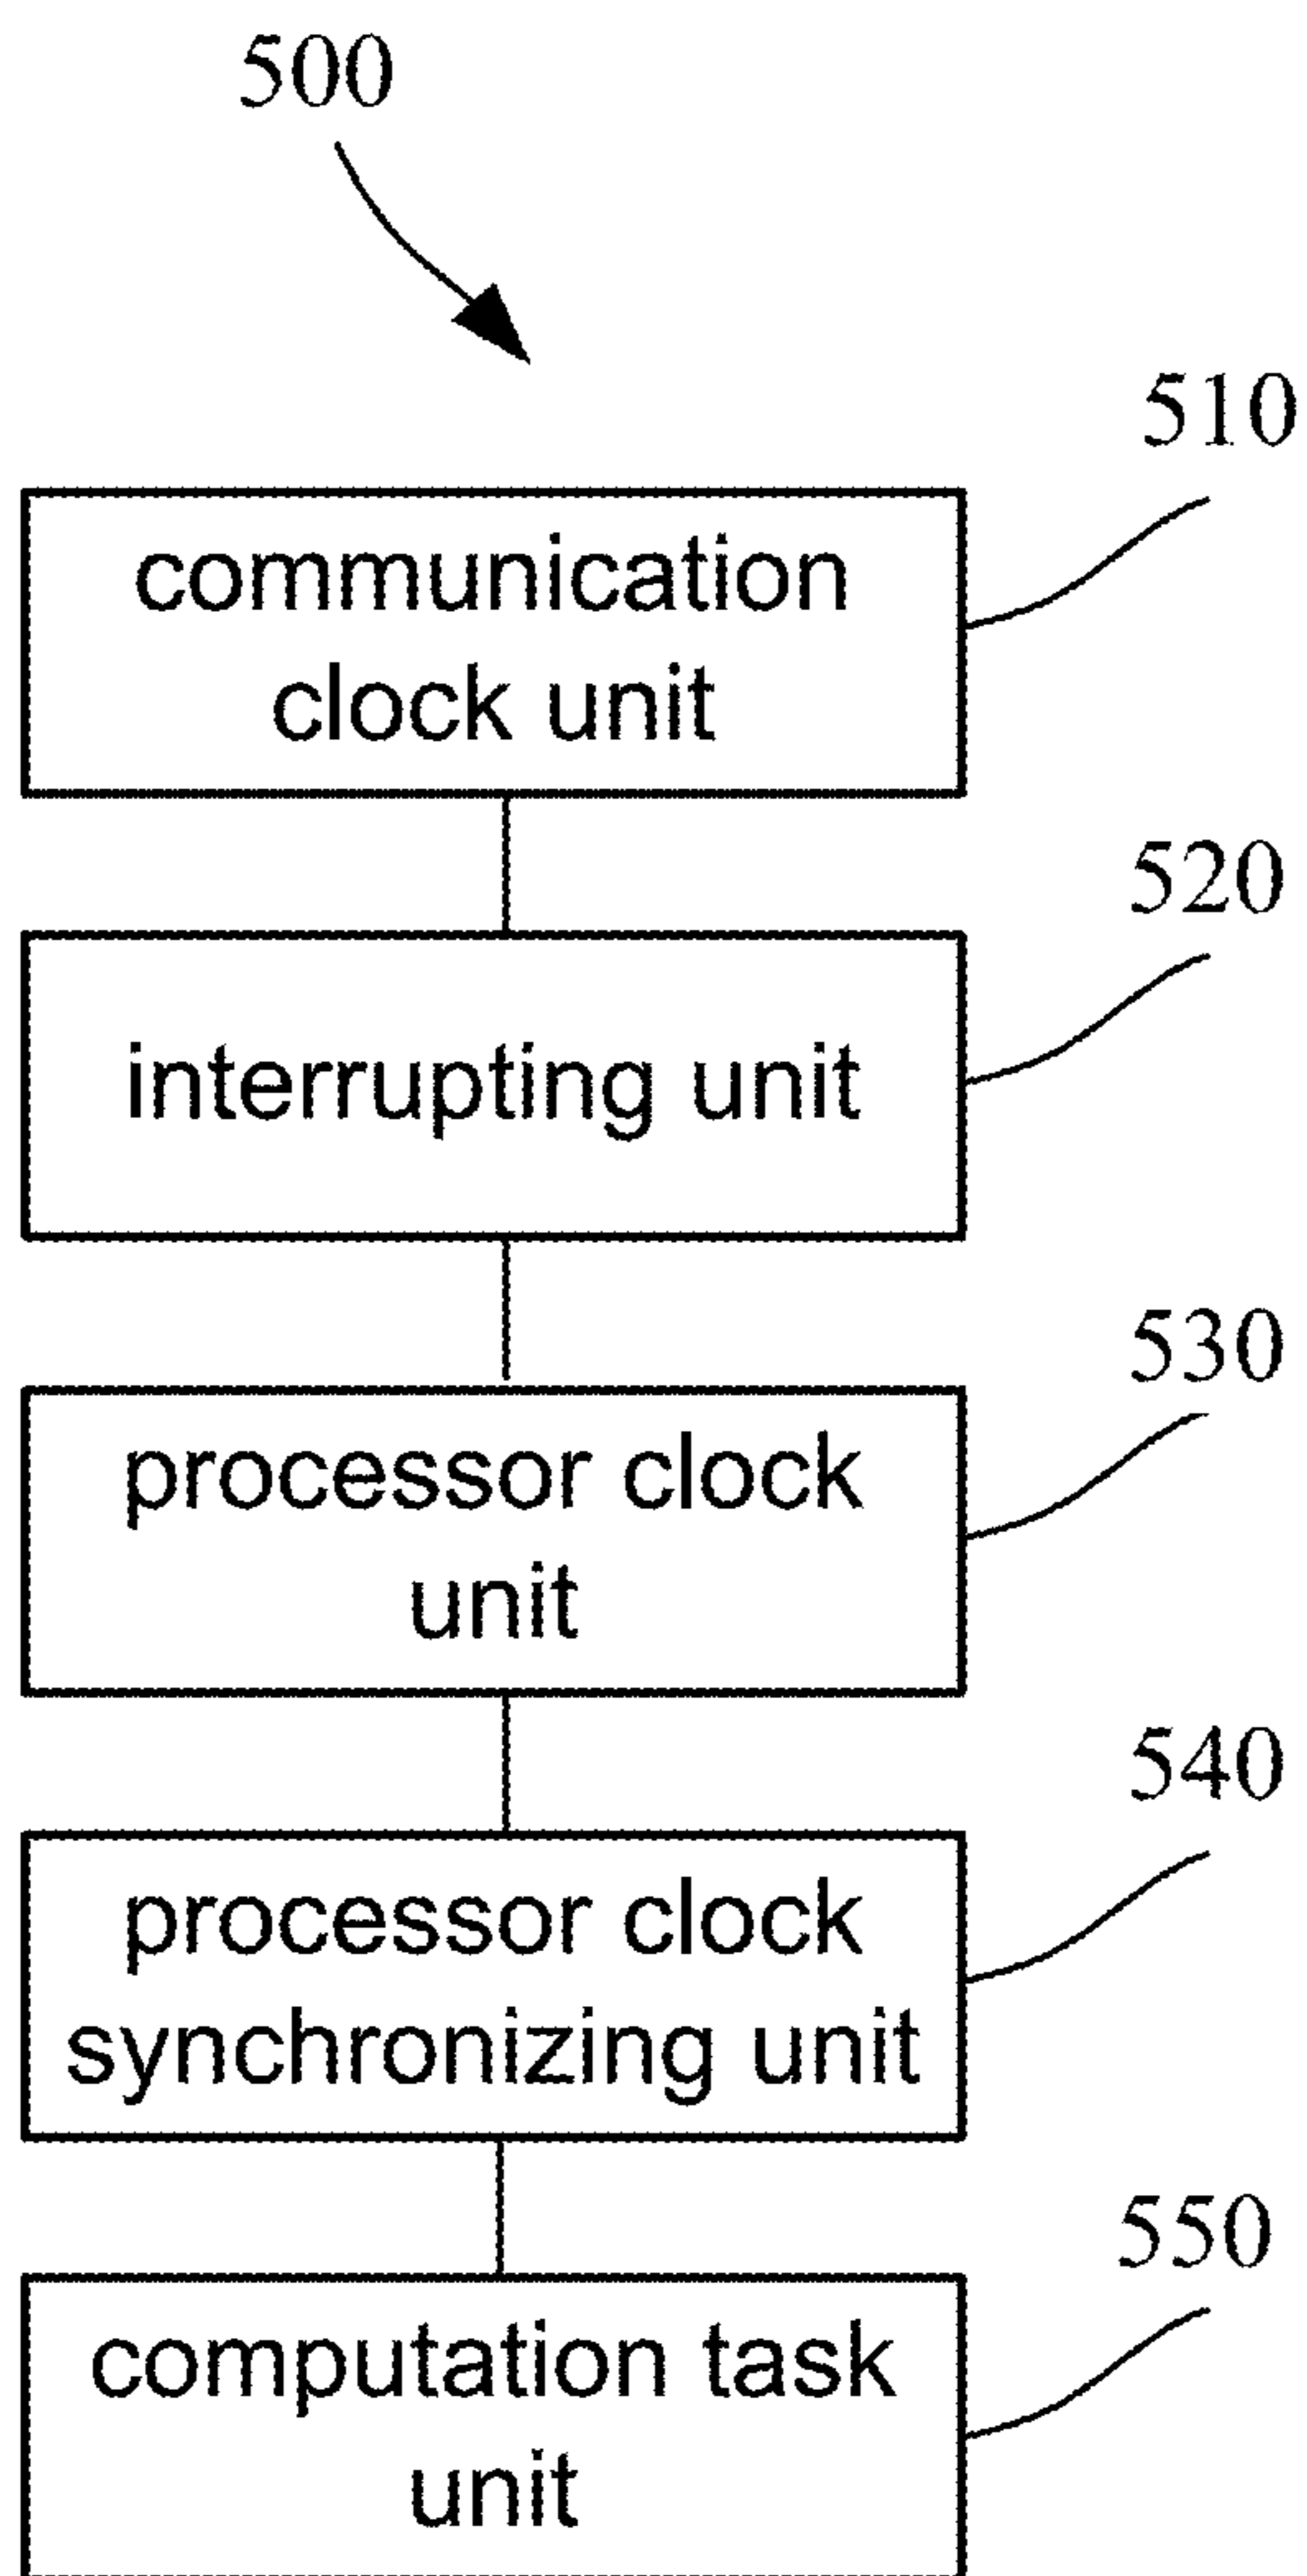 500
510
communication
clock unit
520
interrupting unit
530
processor clock
unit
540
processor clock
synchronizing unit
550
computation task
unit